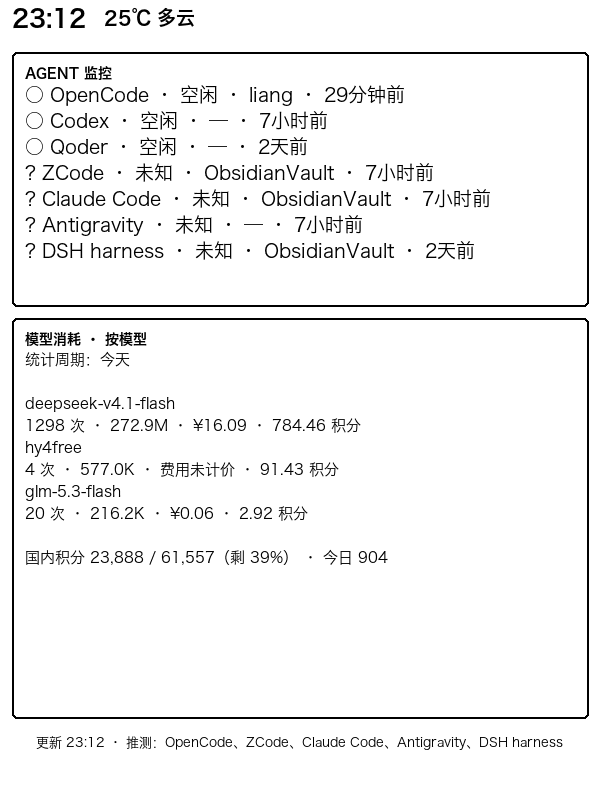 23:12 25℃ 多云
AGENT 监控
○ OpenCode · 空闲 · liang · 29分钟前
○ Codex · 空闲 · — · 7小时前
○ Qoder · 空闲 · — · 2天前
? ZCode · 未知 · ObsidianVault · 7小时前
? Claude Code · 未知 · ObsidianVault · 7小时前
? Antigravity · 未知 · — · 7小时前
? DSH harness · 未知 · ObsidianVault · 2天前
模型消耗 · 按模型
统计周期：今天
deepseek-v4.1-flash
1298 次 · 272.9M · ¥16.09 · 784.46 积分
hy4free
4 次 · 577.0K · 费用未计价 · 91.43 积分
glm-5.3-flash
20 次 · 216.2K · ¥0.06 · 2.92 积分
国内积分 23,888 / 61,557（剩 39%） · 今日 904
更新 23:12 · 推测：OpenCode、ZCode、Claude Code、Antigravity、DSH harness